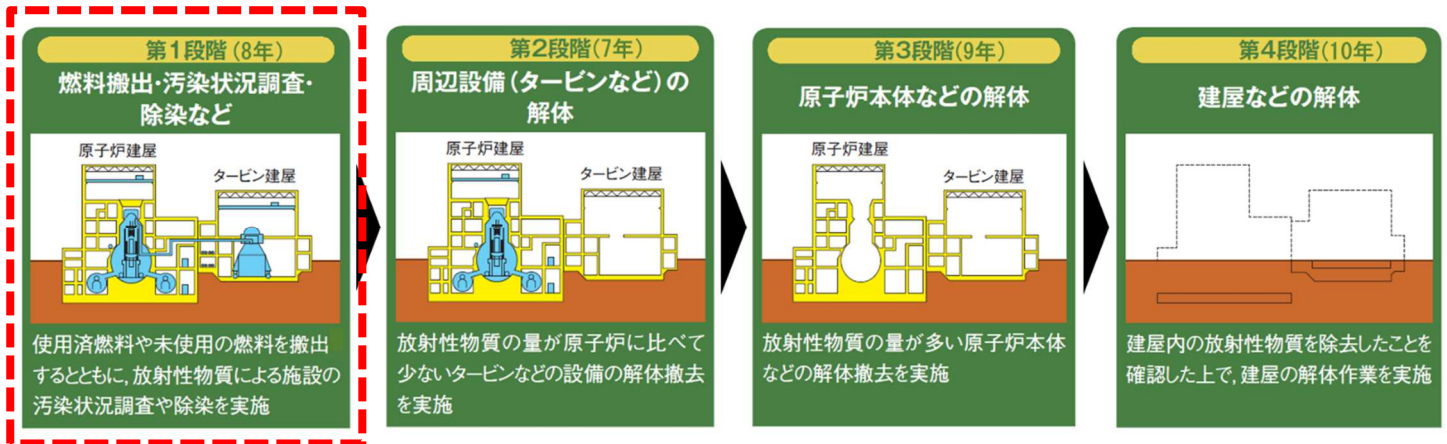 第1段階(8年)
燃料搬出・汚染状況調査・
除染など
原子炉建屋
タービン建屋
使用済燃料や未使用の燃料を搬出
するとともに,放射性物質による施設の
汚染状況調査や除染を実施
第2段階(7年)
周辺設備(タービンなど)の
解体
原子炉建屋
タービン建屋
放射性物質の量が原子炉に比べて
少ないタービンなどの設備の解体撤去
を実施
第3段階(9年)
原子炉本体などの解体
原子炉建屋
タービン建屋
放射性物質の量が多い原子炉本体
などの解体撤去を実施
第4段階(10年)
建屋などの解体
建屋内の放射性物質を除去したことを
確認した上で,建屋の解体作業を実施